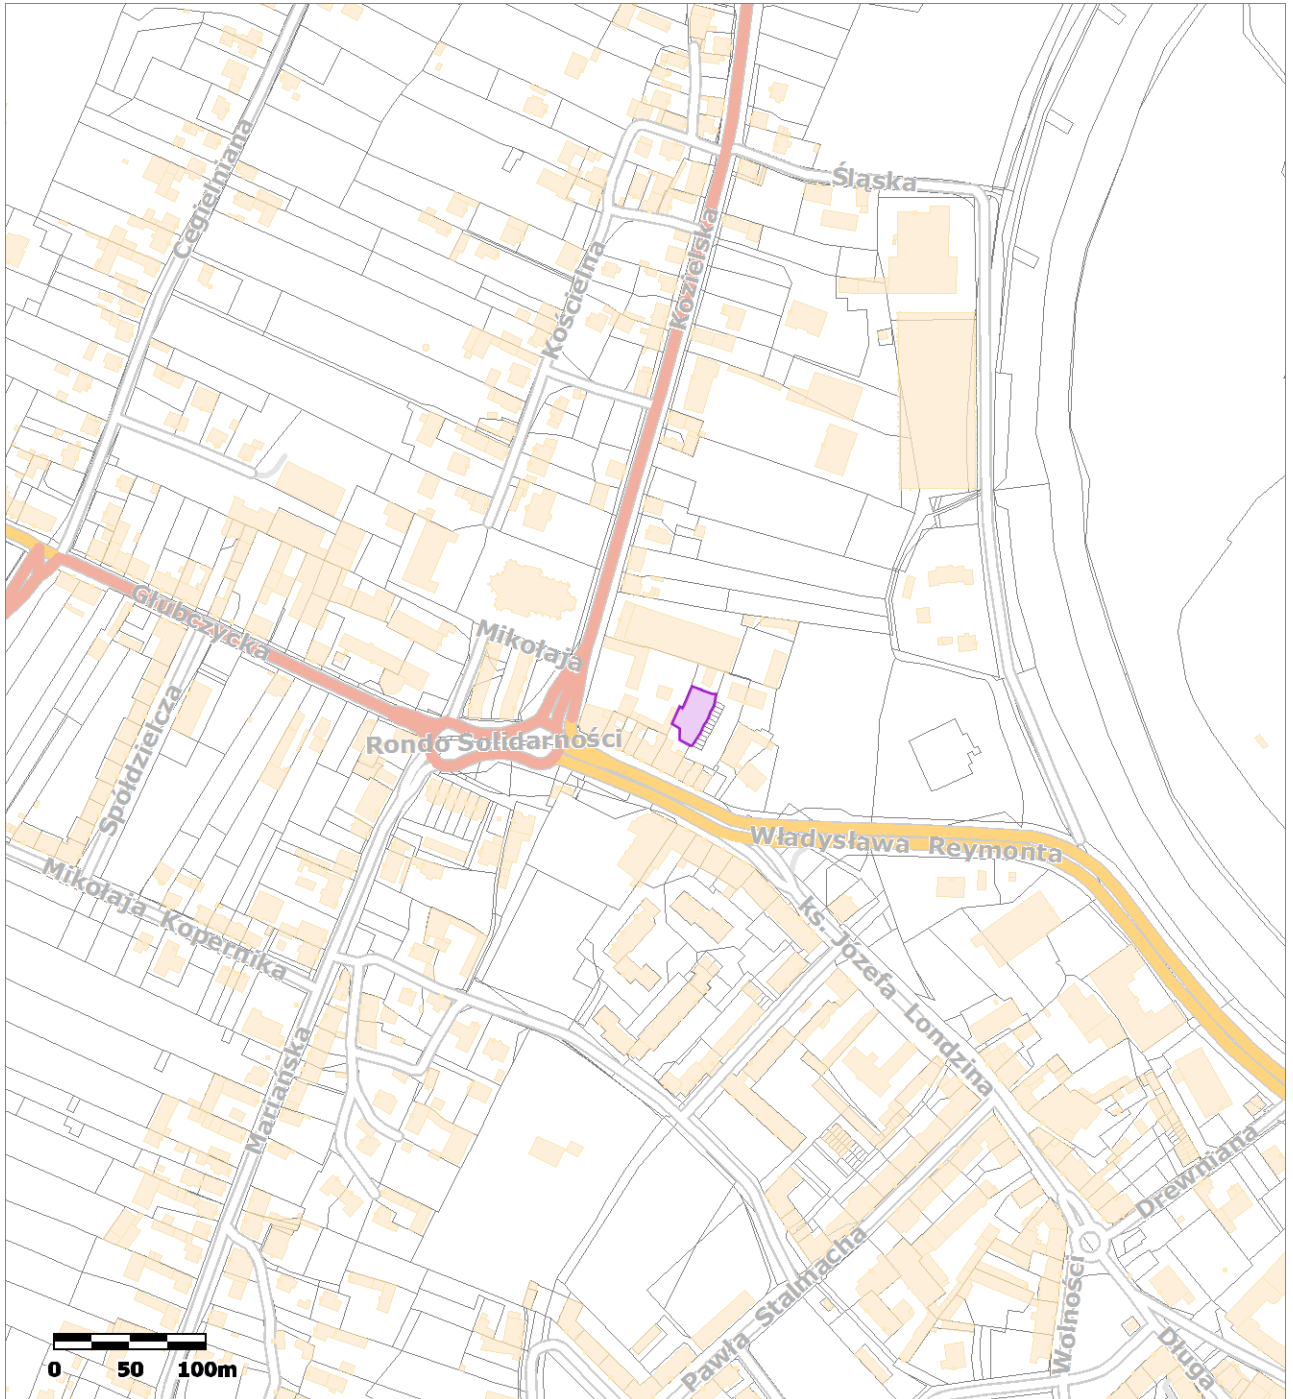 Cegielniana
Śląska
Kozielska
Kościelna
Głubczycka
Mikołaja
Spółdzielcza
Rondo Solidarności
Władysława Reymonta
Mikołaja Kopernika
ks. Józefa Londzina
Mariańska
Drewniana
Pawła Stalmacha
Wolności
Długa
0 50 100m